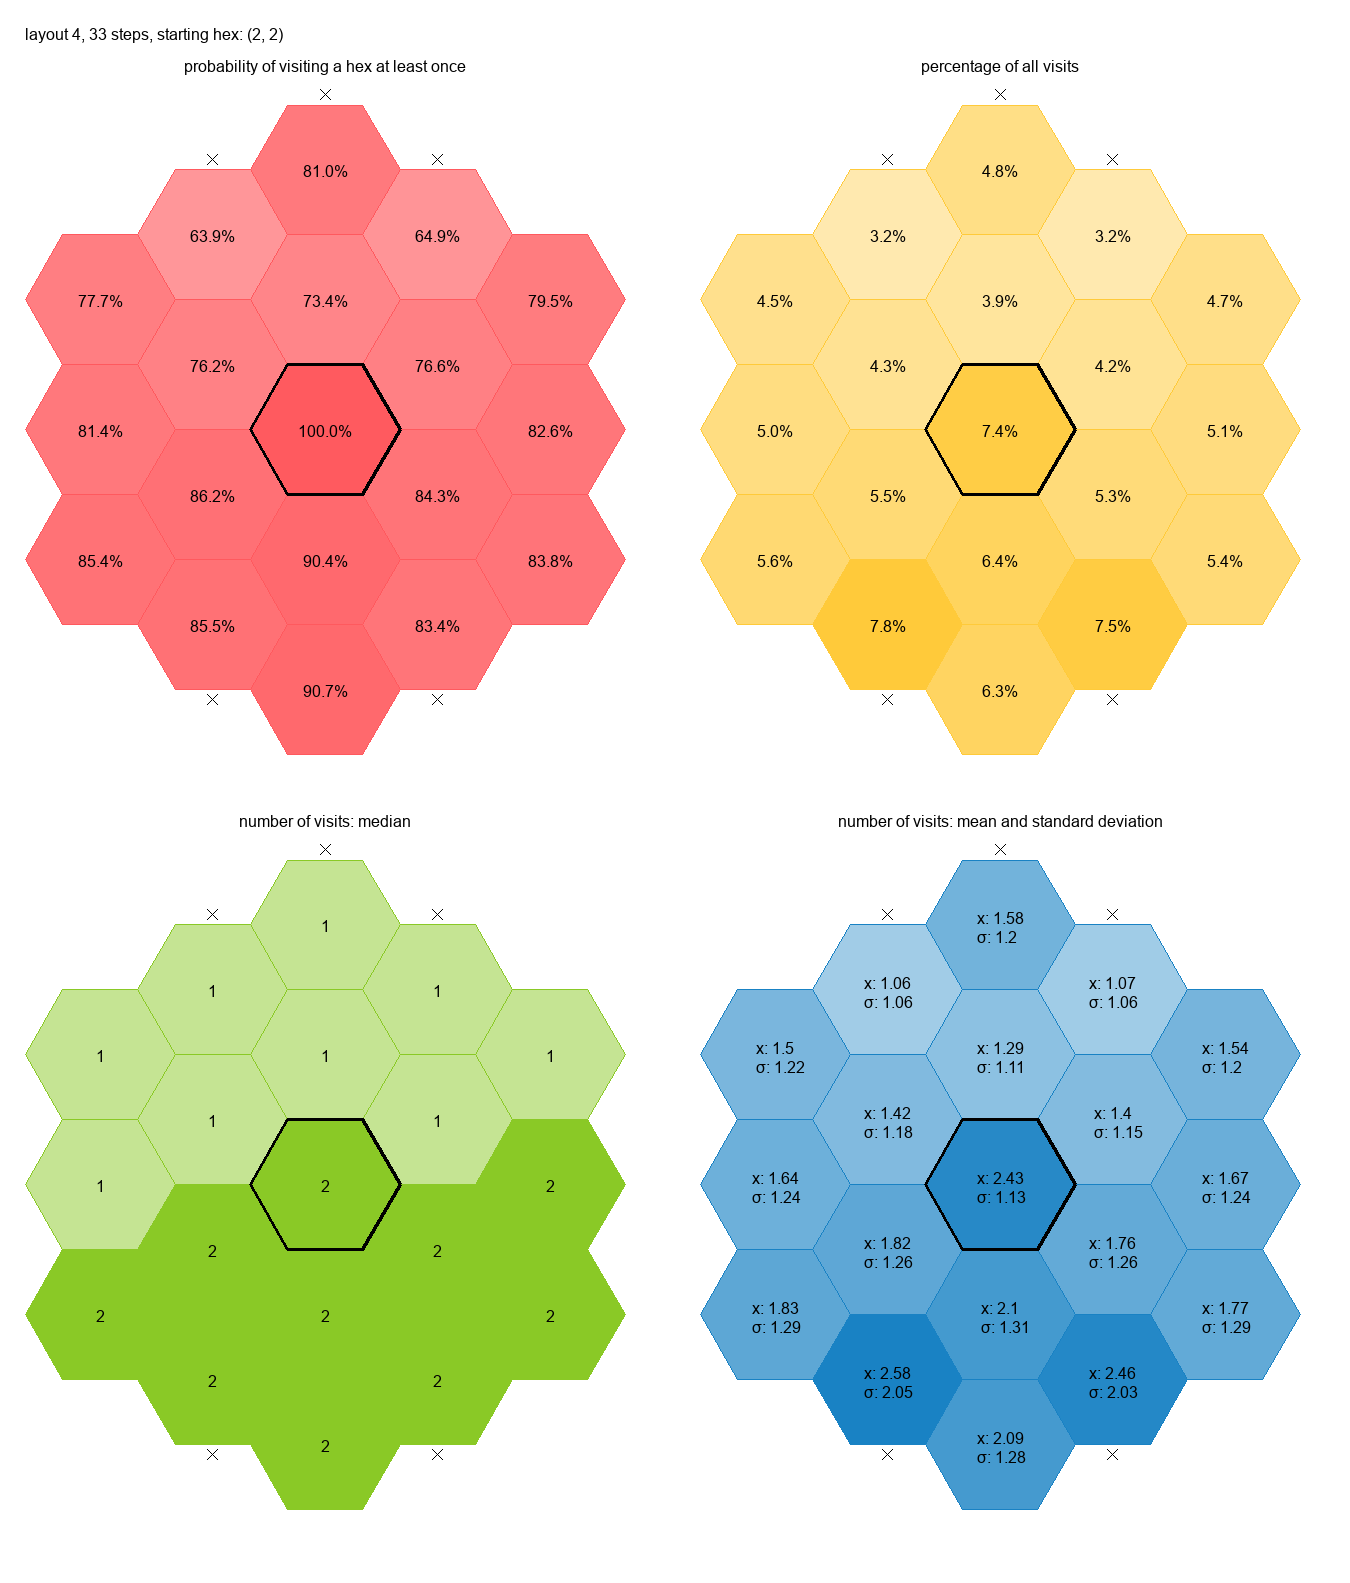 layout 4, 33 steps, starting hex: (2, 2)
probability of visiting a hex at least once
81.0%
63.9%
64.9%
77.7%
73.4%
79.5%
76.2%
76.6%
81.4%
100.0%
82.6%
86.2%
84.3%
85.4%
90.4%
83.8%
85.5%
83.4%
90.7%
percentage of all visits
4.8%
3.2%
3.2%
4.5%
3.9%
4.7%
4.3%
4.2%
5.0%
7.4%
5.1%
5.5%
5.3%
5.6%
6.4%
5.4%
7.8%
7.5%
6.3%
number of visits: median
1
1
1
1
1
1
1
1
1
2
2
2
2
2
2
2
2
2
2
number of visits: mean and standard deviation
x: 1.58
σ: 1.2
x: 1.06
σ: 1.06
x: 1.07
σ: 1.06
x: 1.5
σ: 1.22
x: 1.29
σ: 1.11
x: 1.54
σ: 1.2
x: 1.42
σ: 1.18
x: 1.4
σ: 1.15
x: 1.64
σ: 1.24
x: 2.43
σ: 1.13
x: 1.67
σ: 1.24
x: 1.82
σ: 1.26
x: 1.76
σ: 1.26
x: 1.83
σ: 1.29
x: 2.1
σ: 1.31
x: 1.77
σ: 1.29
x: 2.58
σ: 2.05
x: 2.46
σ: 2.03
x: 2.09
σ: 1.28